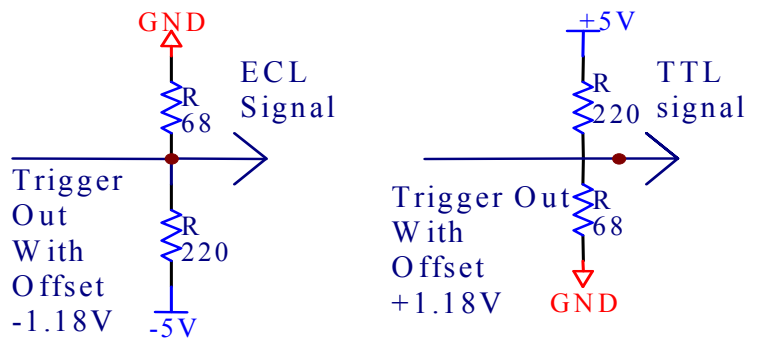 GND
R
68
ECL
Signal
Trigger
Out
With
Offset
-1.18V
R
220
-5V
+5V
R
220
TTL
signal
Trigger Out
With
Offset
+1.18V
R
68
GND